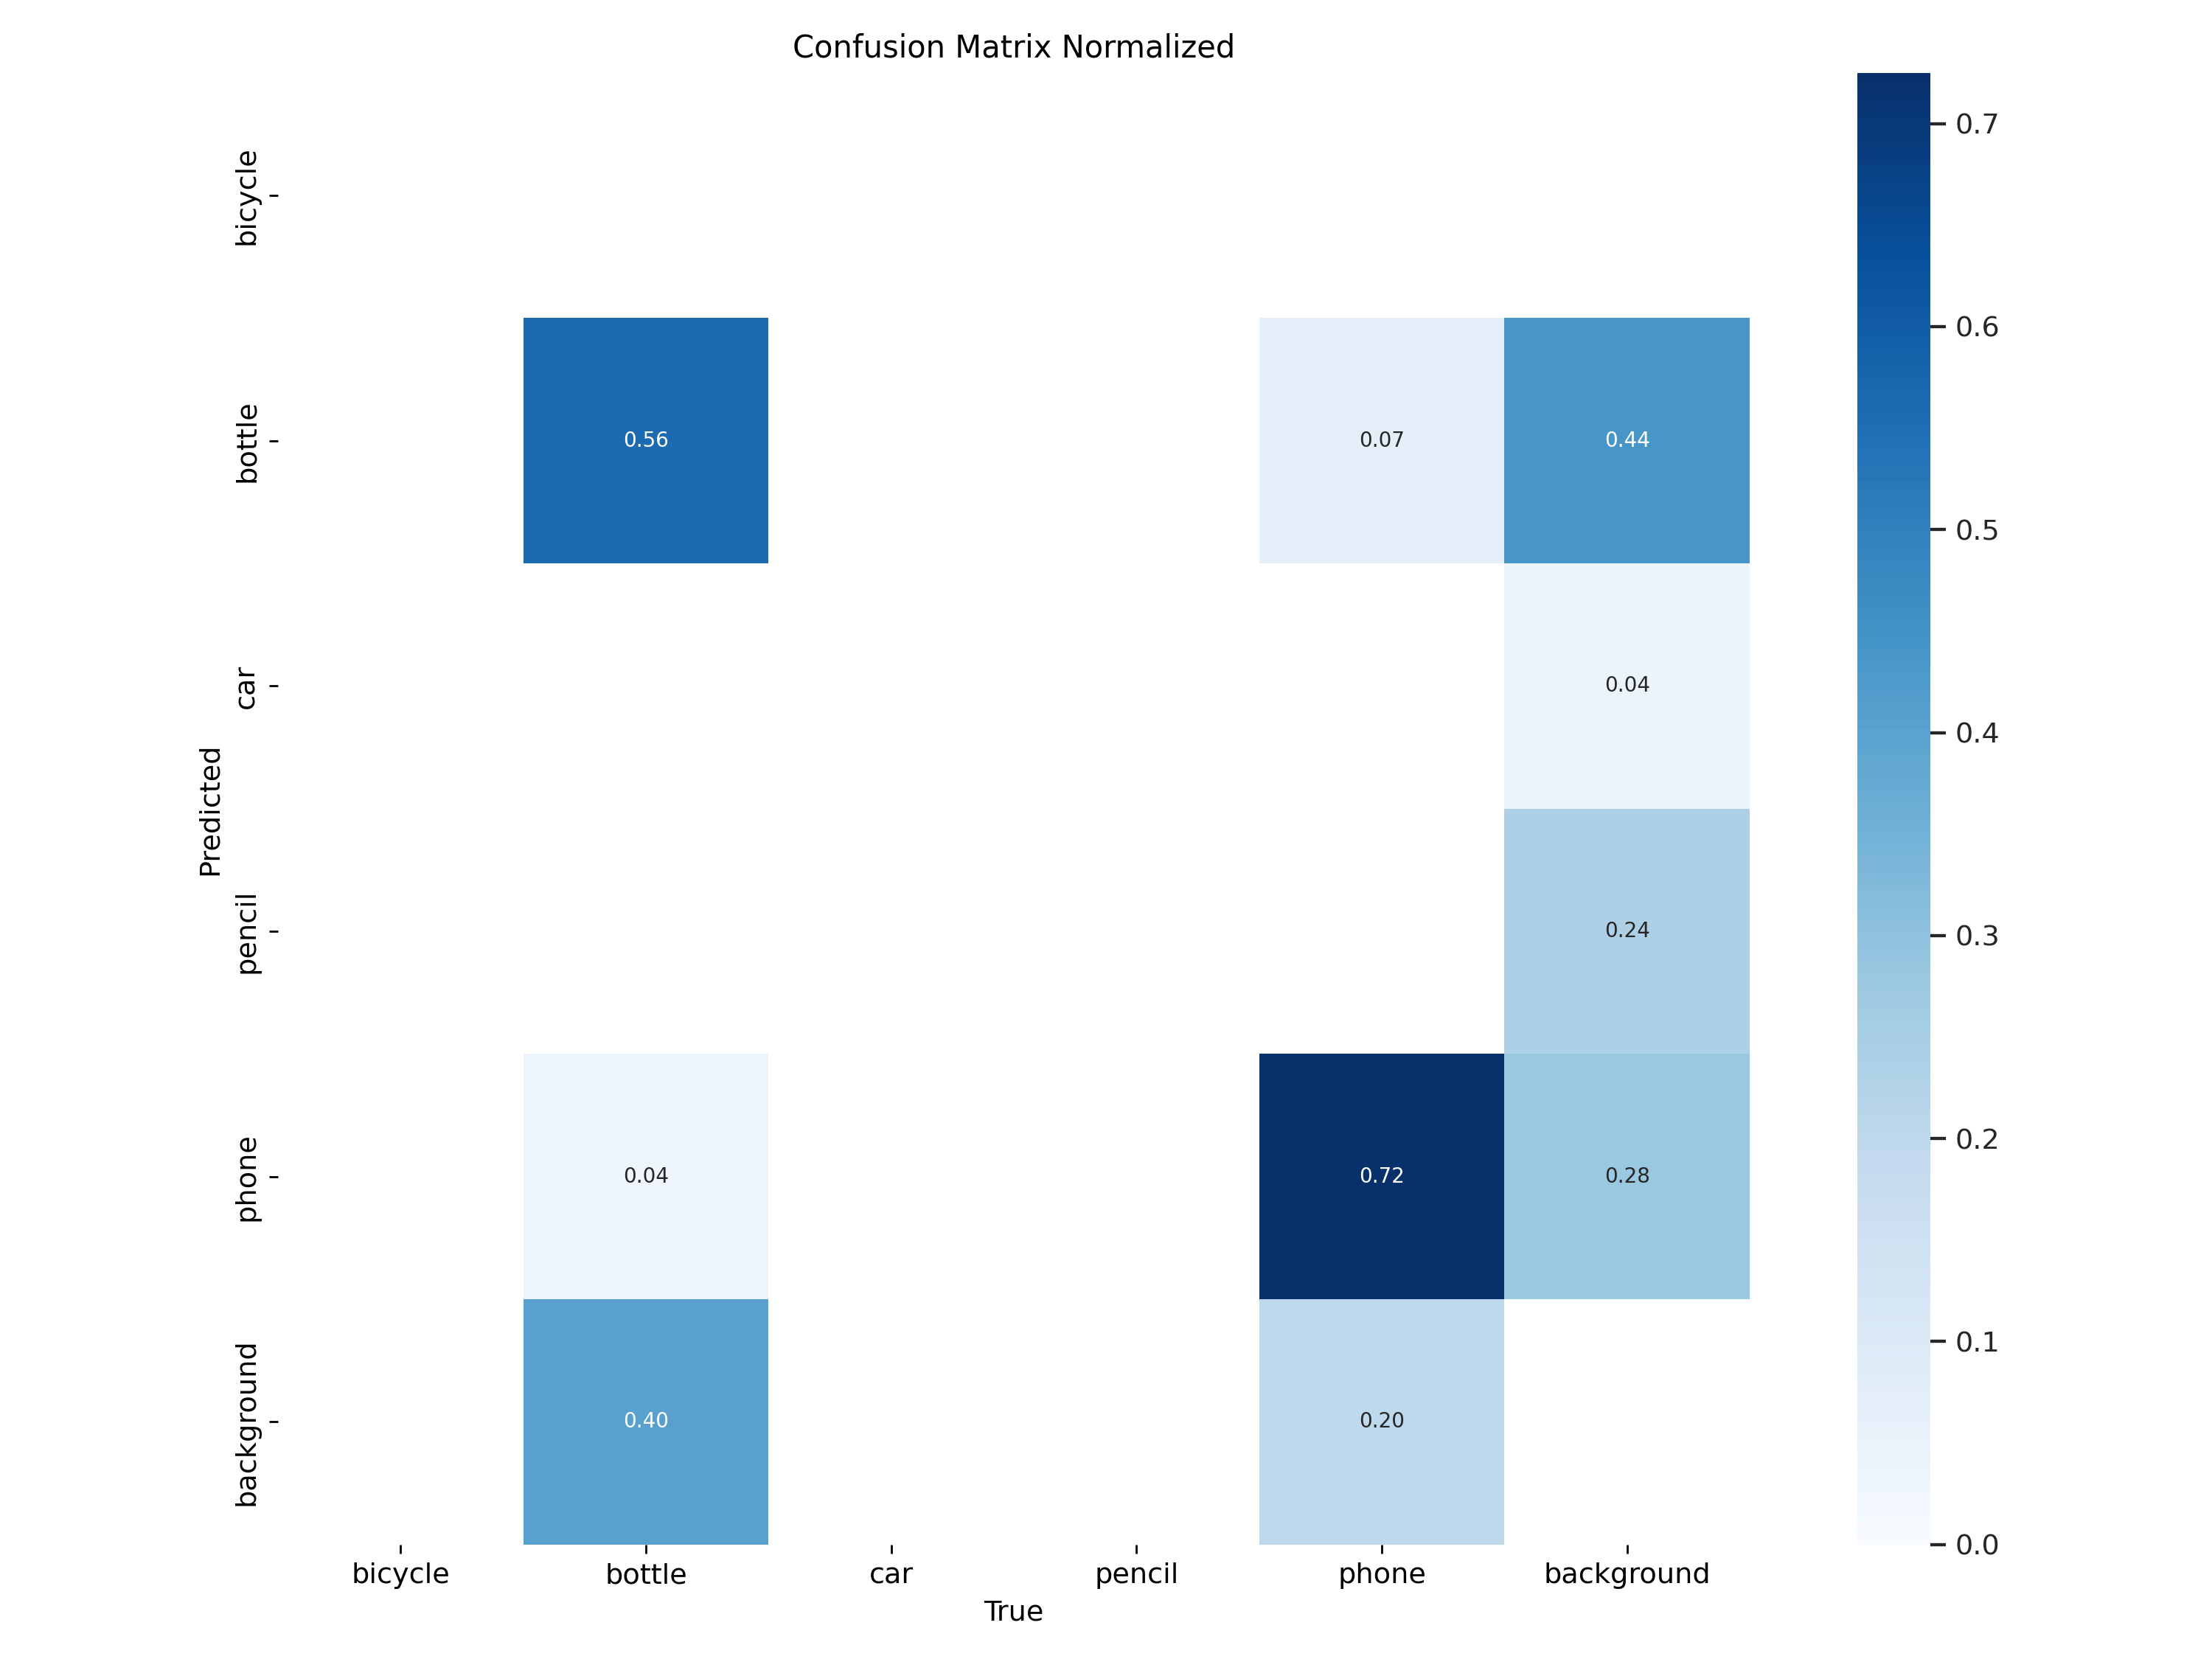 Confusion Matrix Normalized
bicycle
bottle
car
pencil
phone
background
Predicted
0.56
0.07
0.44
0.04
0.24
0.04
0.72
0.28
0.40
0.20
bicycle
bottle
car
pencil
phone
background
True
0.7
0.6
0.5
0.4
0.3
0.2
0.1
0.0